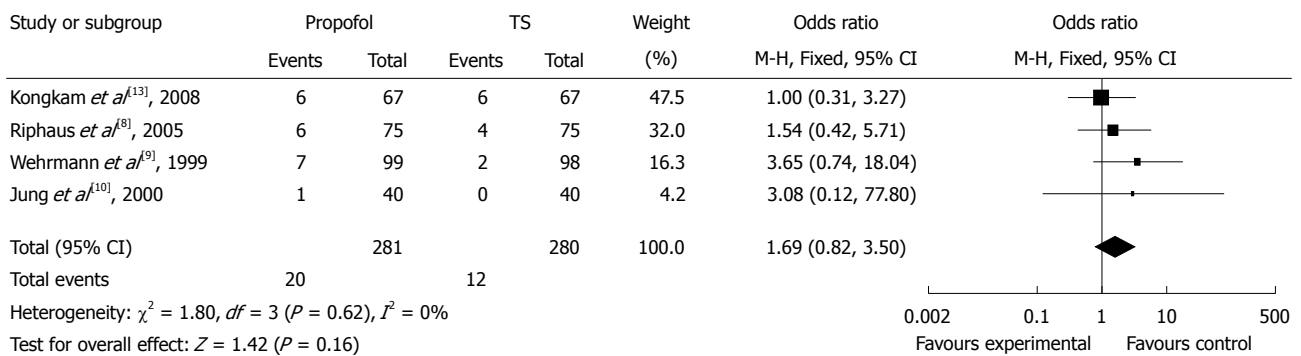 Study or subgroup Propofol TS Weight Odds ratio Odds ratio
Events Total Events Total (%) M-H, Fixed, 95% CI M-H, Fixed, 95% CI
Kongkam et al[13], 2008 6 67 6 67 47.5 1.00 (0.31, 3.27)
Riphaus et al[8], 2005 6 75 4 75 32.0 1.54 (0.42, 5.71)
Wehrmann et al[9], 1999 7 99 2 98 16.3 3.65 (0.74, 18.04)
Jung et al[10], 2000 1 40 0 40 4.2 3.08 (0.12, 77.80)
Total (95% CI) 281 280 100.0 1.69 (0.82, 3.50)
Total events 20 12
Heterogeneity: χ² = 1.80, df = 3 (P = 0.62), I² = 0%
Test for overall effect: Z = 1.42 (P = 0.16)
0.002 0.1 1 10 500
Favours experimental Favours control